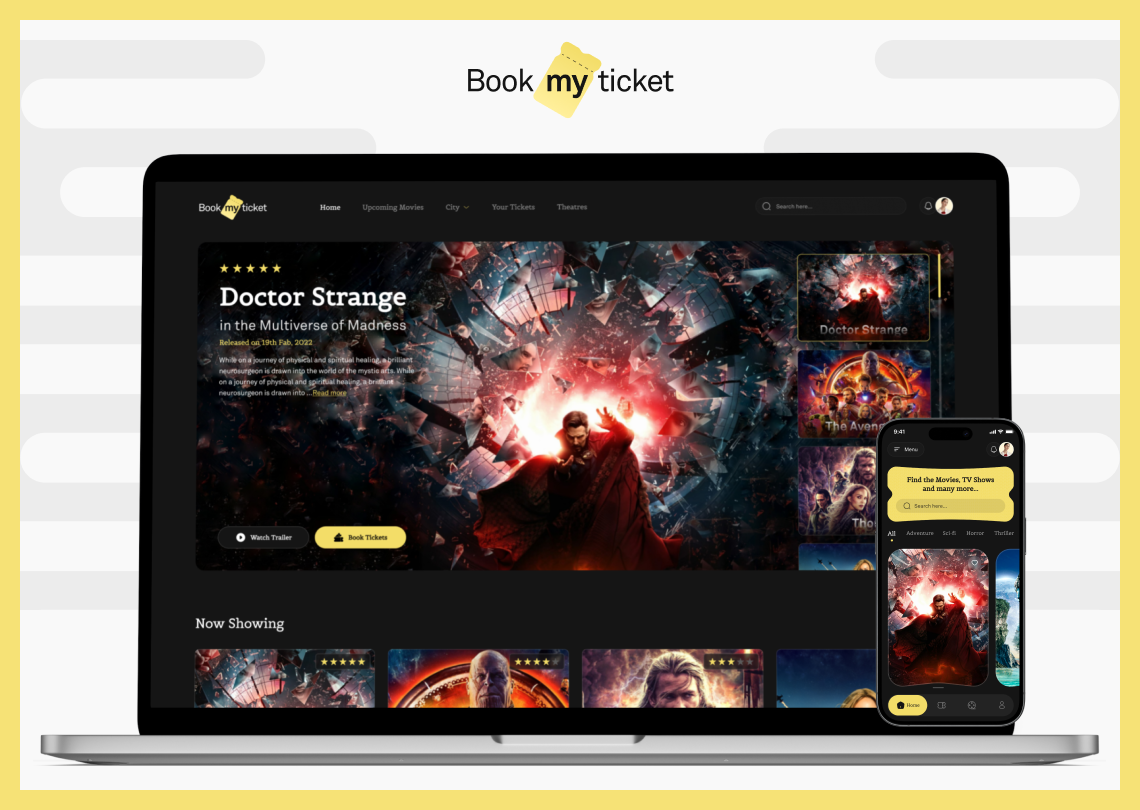 Book my ticket
Book my ticket
Home
Upcoming Movies
City
Your Tickets
Theatres
Search here...
Doctor Strange
in the Multiverse of Madness
Released on 19th Fab, 2022
While on a journey of physical and spiritual healing, a brilliant
neurosurgeon is drawn into the world of the mystic arts. While
on a journey of physical and spiritual healing, a brilliant
neurosurgeon is drawn into ...Read more
Watch Trailer
Book Tickets
Doctor Strange
The Aveng
Tho
Now Showing
9:41
Menu
Find the Movies, TV Shows
and many more...
Search here...
All
Adventure
Sci-fi
Horror
Thriller
Home